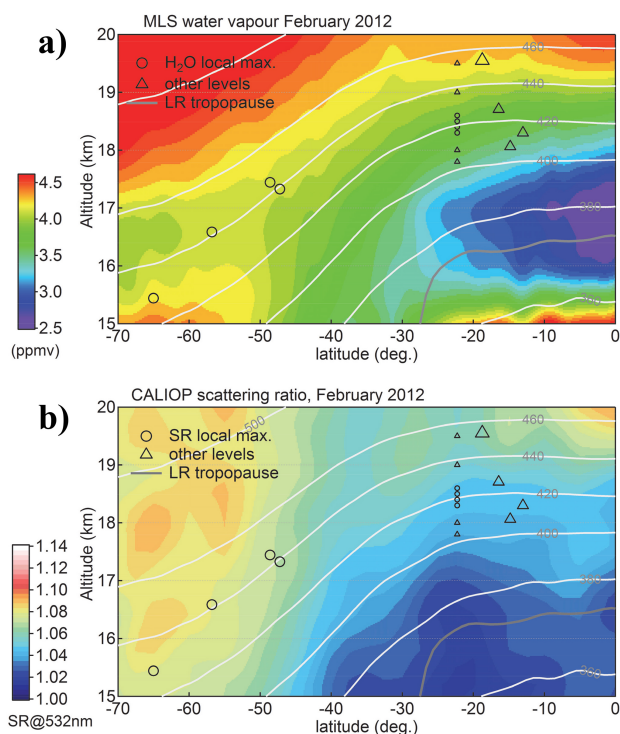 MLS water vapour February 2012
a)
20
19
18
17
16
15
Altitude (km)
H2O local max.
other levels
LR tropopause
460
440
420
400
380
360
4.5
4.0
3.5
3.0
2.5
(ppmv)
-70 -60 -50 -40 -30 -20 -10 0
latitude (deg.)
CALIOP scattering ratio, February 2012
b)
20
19
18
17
16
15
Altitude (km)
SR local max.
other levels
LR tropopause
500
460
440
420
400
380
360
1.14
1.12
1.10
1.08
1.06
1.04
1.02
1.00
SR@532nm
-70 -60 -50 -40 -30 -20 -10 0
latitude (deg.)